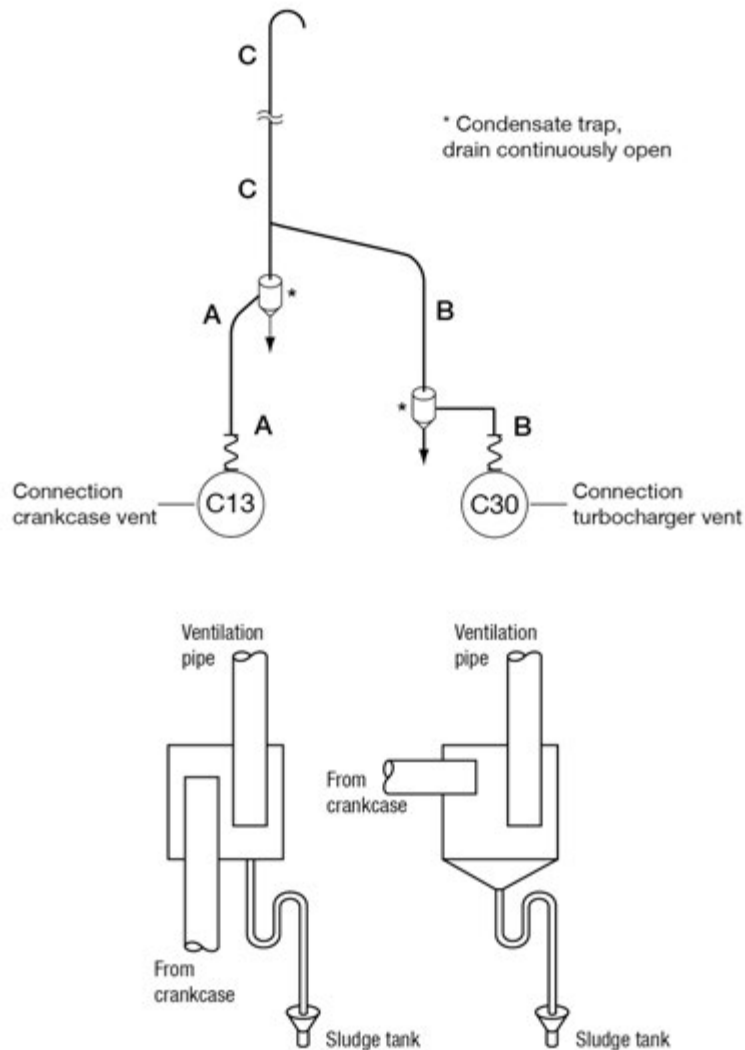 C
* Condensate trap,
drain continuously open
C
*
A
B
*
A
B
Connection
crankcase vent
C13
C30
Connection
turbocharger vent
Ventilation
pipe
Ventilation
pipe
From
crankcase
From
crankcase
Sludge tank
Sludge tank